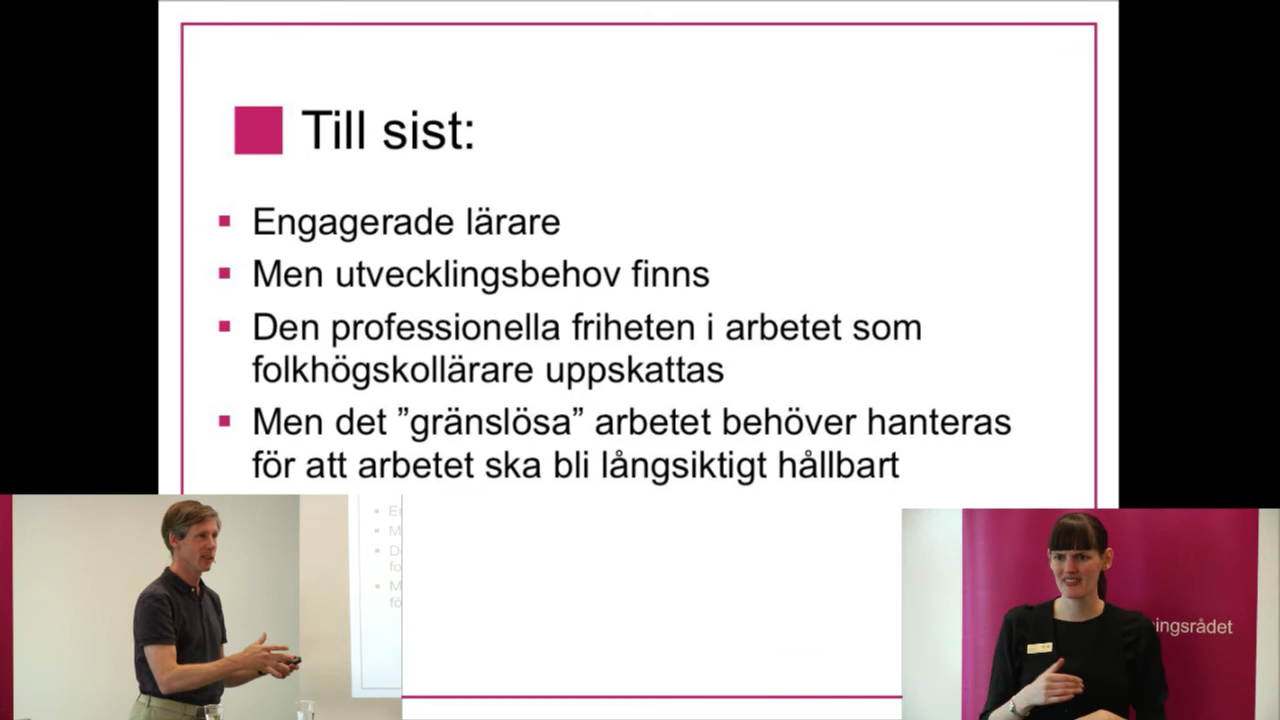 Till sist:
Engagerade lärare
Men utvecklingsbehov finns
Den professionella friheten i arbetet som
folkhögskollärare uppskattas
Men det ”gränslösa” arbetet behöver hanteras
för att arbetet ska bli långsiktigt hållbart
ingsrådet